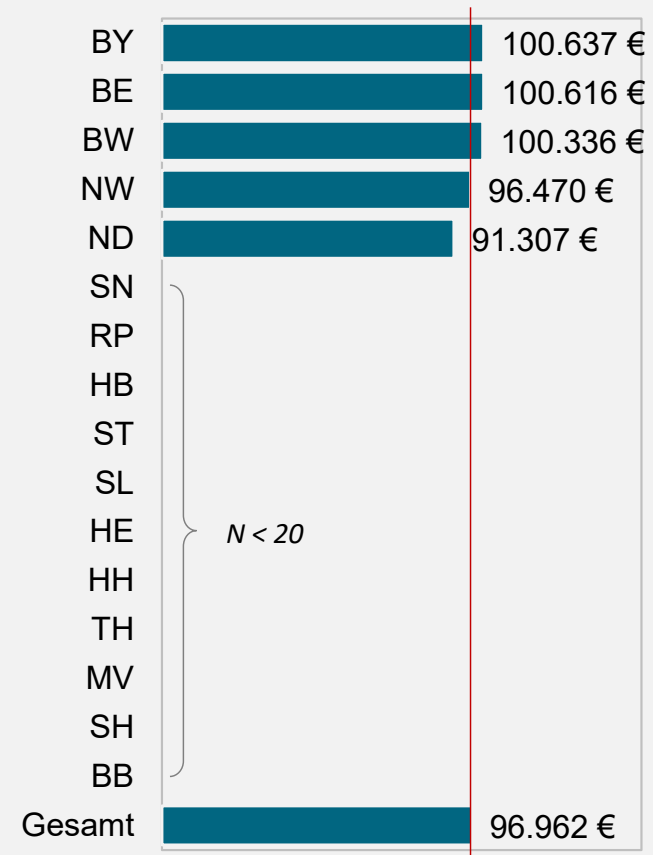 BY 100.637 €
BE 100.616 €
BW 100.336 €
NW 96.470 €
ND 91.307 €
SN
RP
HB
ST
SL
HE N < 20
HH
TH
MV
SH
BB
Gesamt 96.962 €